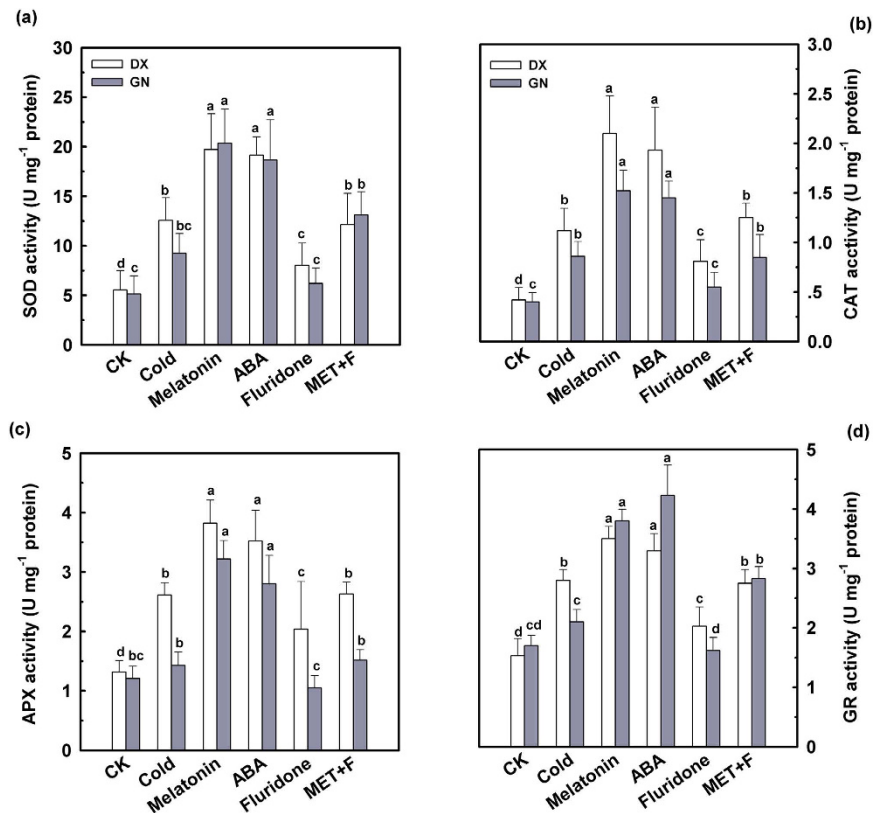 (a)
SOD activity (U mg⁻¹ protein)
30
25
20
15
10
5
0
DX
GN
d c b bc a a a a c c b b
CK Cold Melatonin ABA Fluridone MET+F
(b)
CAT acctivity (U mg⁻¹ protein)
3.0
2.5
2.0
1.5
1.0
.5
0.0
DX
GN
d c b b a a a a c c b b
CK Cold Melatonin ABA Fluridone MET+F
(c)
APX activity (U mg⁻¹ protein)
5
4
3
2
1
0
d bc b b a a a a c c b b
CK Cold Melatonin ABA Fluridone MET+F
(d)
GR activity (U mg⁻¹ protein)
5
4
3
2
1
0
d cd b c a a a a c d b b
CK Cold Melatonin ABA Fluridone MET+F